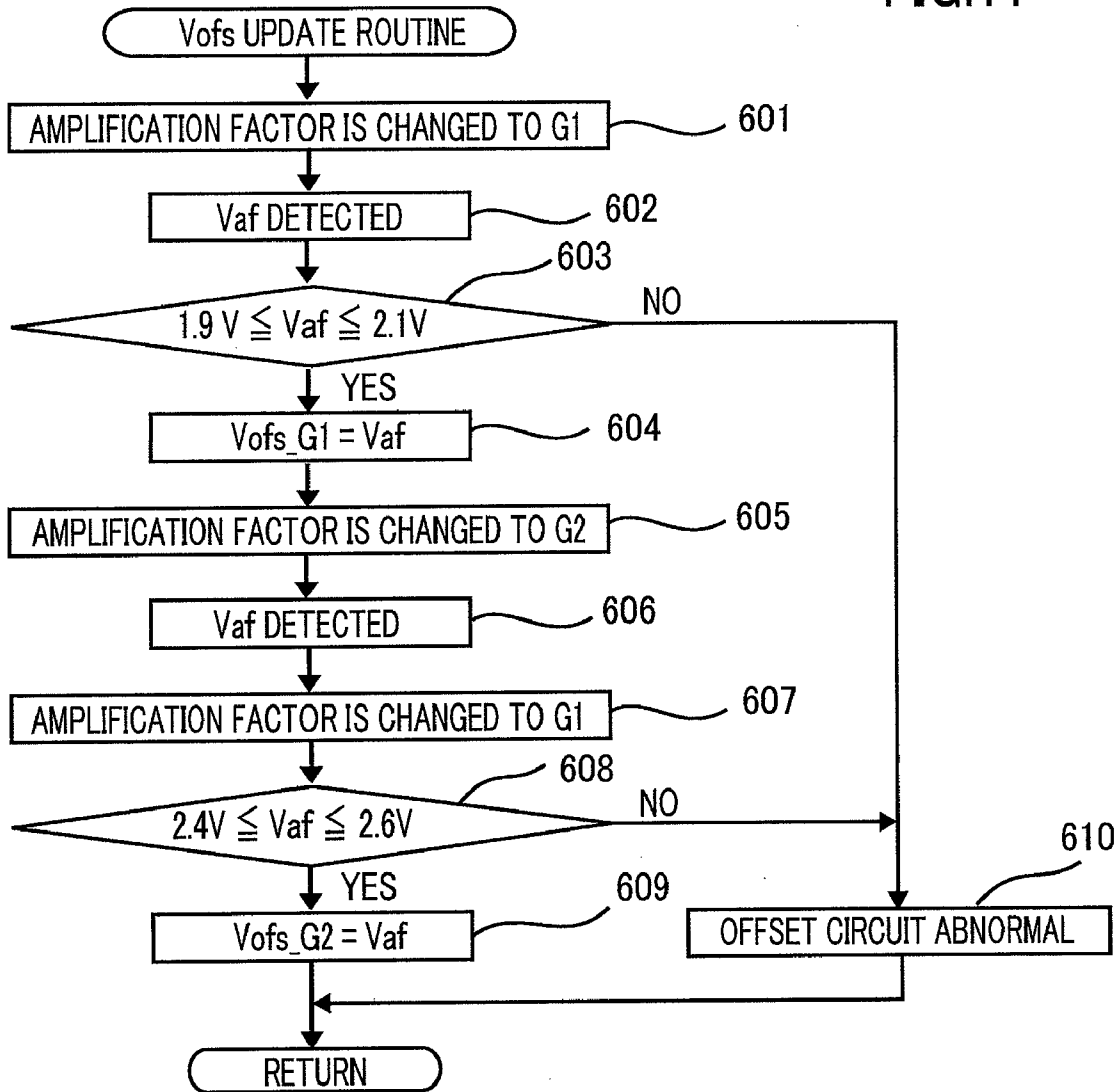 Vofs UPDATE ROUTINE
AMPLIFICATION FACTOR IS CHANGED TO G1
601
Vaf DETECTED
602
603
1.9 V ≦ Vaf ≦ 2.1V
NO
YES
Vofs_G1 = Vaf
604
AMPLIFICATION FACTOR IS CHANGED TO G2
605
Vaf DETECTED
606
AMPLIFICATION FACTOR IS CHANGED TO G1
607
608
2.4V ≦ Vaf ≦ 2.6V
NO
YES
Vofs_G2 = Vaf
609
610
OFFSET CIRCUIT ABNORMAL
RETURN